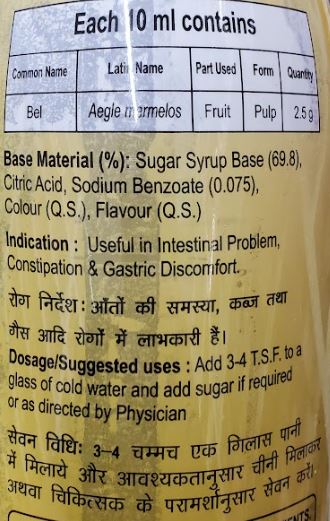 Each 10 ml contains
Common Name Latin Name Part Used Form Quantity
Bel Aegle marmelos Fruit Pulp 2.5 g
Base Material (%): Sugar Syrup Base (69.8),
Citric Acid, Sodium Benzoate (0.075),
Colour (Q.S.), Flavour (Q.S.)
Indication : Useful in Intestinal Problem,
Constipation & Gastric Discomfort.
रोग निर्देश: आँतों की समस्या, कब्ज तथा
गैस आदि रोगों में लाभकारी हैं।
Dosage/Suggested uses : Add 3-4 T.S.F. to a
glass of cold water and add sugar if required
or as directed by Physician
सेवन विधि: 3-4 चम्मच एक गिलास पानी
में मिलाये और आवश्यकतानुसार चीनी मिलाकर
अथवा चिकित्सक के परामर्शानुसार सेवन करें।